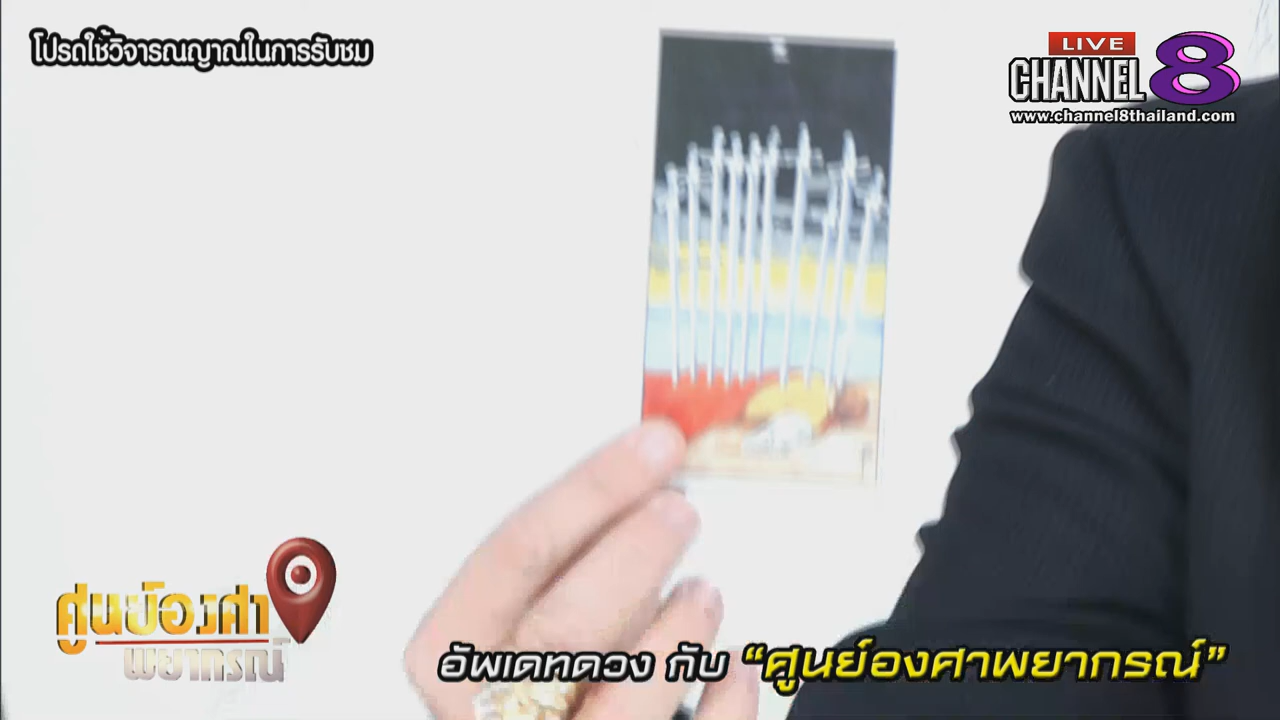 โปรดใช้วิจารณญาณในการรับชม
LIVE
CHANNEL 8
www.channel8thailand.com
ศูนย์องศา
พยากรณ์
อัพเดทดวง กับ “ศูนย์องศาพยากรณ์”